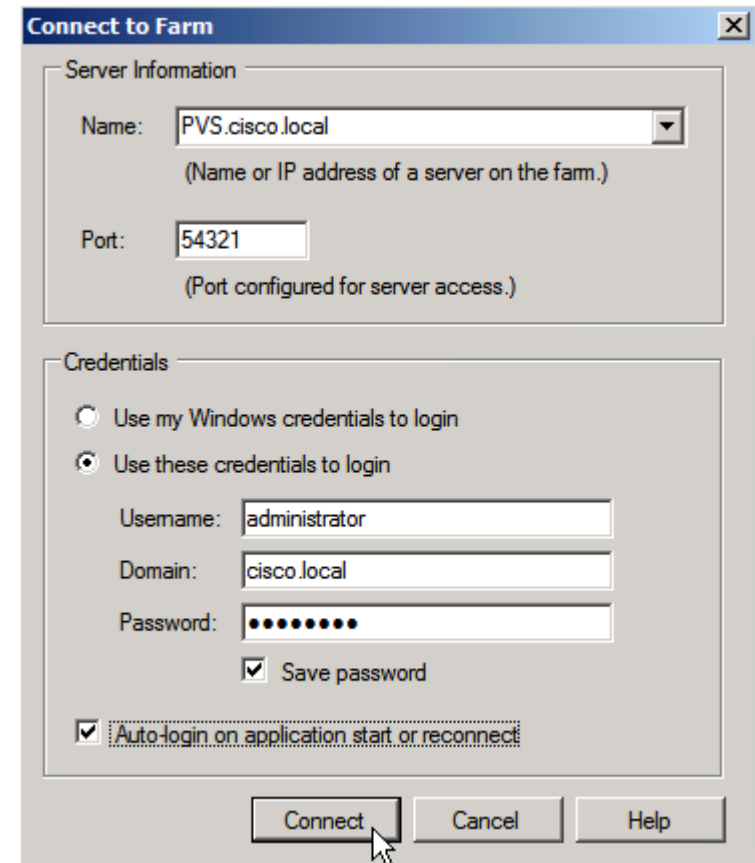 Connect to Farm
Server Information
Name: PVS.cisco.local
(Name or IP address of a server on the farm.)
Port: 54321
(Port configured for server access.)
Credentials
Use my Windows credentials to login
Use these credentials to login
Username: administrator
Domain: cisco.local
Password: ●●●●●●●●
Save password
Auto-login on application start or reconnect
Connect Cancel Help